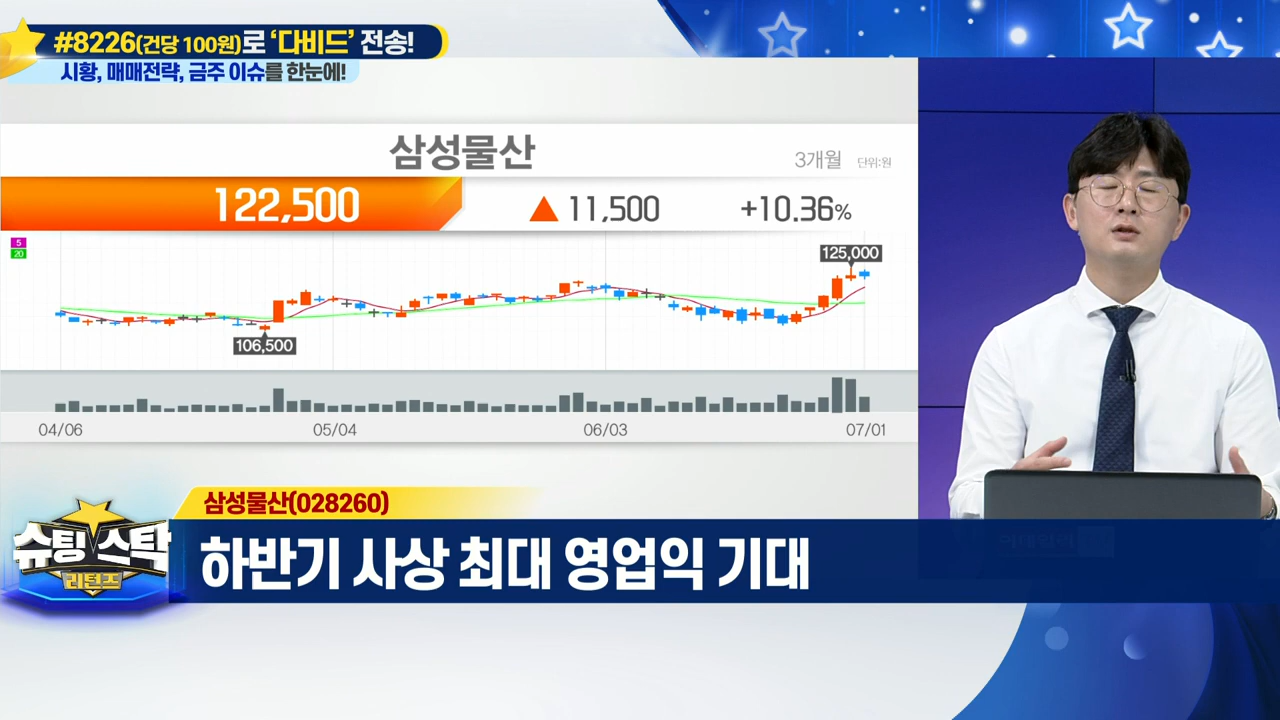 #8226(건당 100원)로 ‘다비드’ 전송!
시황, 매매전략, 금주 이슈를 한눈에!
삼성물산
3개월 단위:원
122,500 ▲ 11,500 +10.36%
5
20
125,000
106,500
04/06 05/04 06/03 07/01
삼성물산(028260)
슈팅 스탁
리턴즈
하반기 사상 최대 영업익 기대